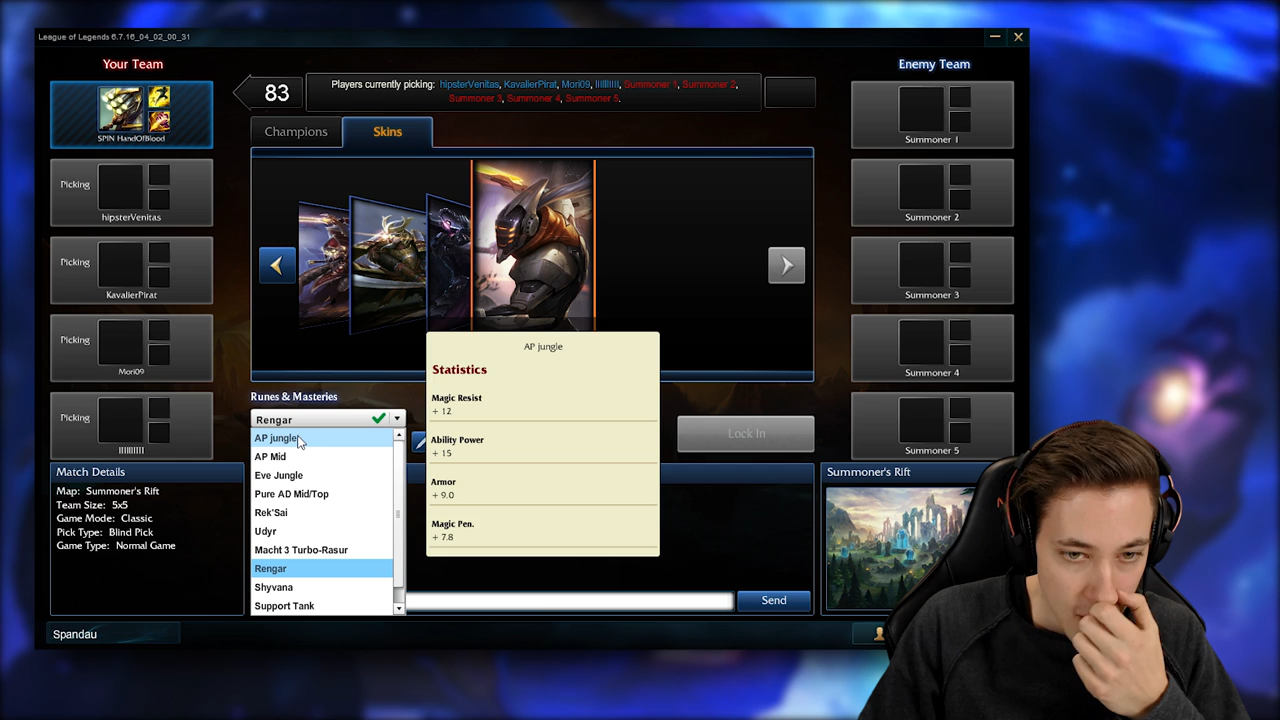 League of Legends 6.7.16_04_02_00_31
Your Team
Enemy Team
83
Players currently picking: hipsterVenitas, KavalierPirat, Mori09, llllllllll, Summoner 1, Summoner 2,
Summoner 3, Summoner 4, Summoner 5.
SPIN HandOfBlood
Picking
hipsterVenitas
Picking
KavalierPirat
Picking
Mori09
Picking
llllllllll
Champions
Skins
Summoner 1
Summoner 2
Summoner 3
Summoner 4
Summoner 5
Runes & Masteries
Rengar
AP jungle
AP Mid
Eve Jungle
Pure AD Mid/Top
Rek'Sai
Udyr
Macht 3 Turbo-Rasur
Rengar
Shyvana
Support Tank
AP jungle
Statistics
Magic Resist
+ 12
Ability Power
+ 15
Armor
+ 9.0
Magic Pen.
+ 7.8
Lock In
Match Details
Map: Summoner's Rift
Team Size: 5x5
Game Mode: Classic
Pick Type: Blind Pick
Game Type: Normal Game
Summoner's Rift
Send
Spandau